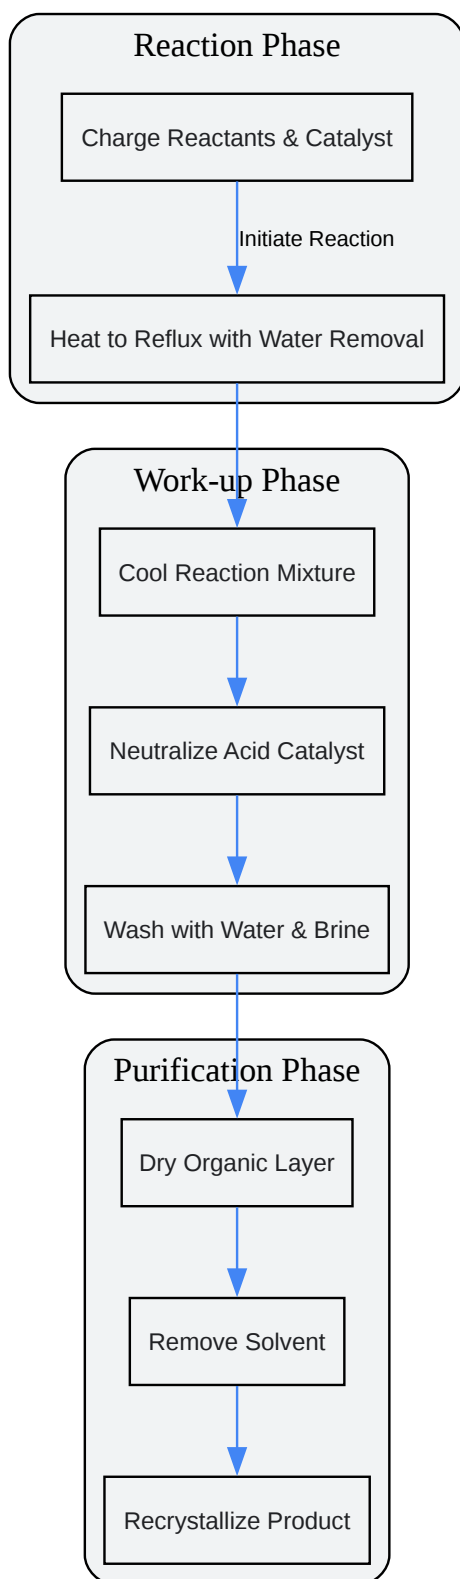 Reaction Phase
Charge Reactants & Catalyst
Initiate Reaction
Heat to Reflux with Water Removal
Work-up Phase
Cool Reaction Mixture
Neutralize Acid Catalyst
Wash with Water & Brine
Purification Phase
Dry Organic Layer
Remove Solvent
Recrystallize Product